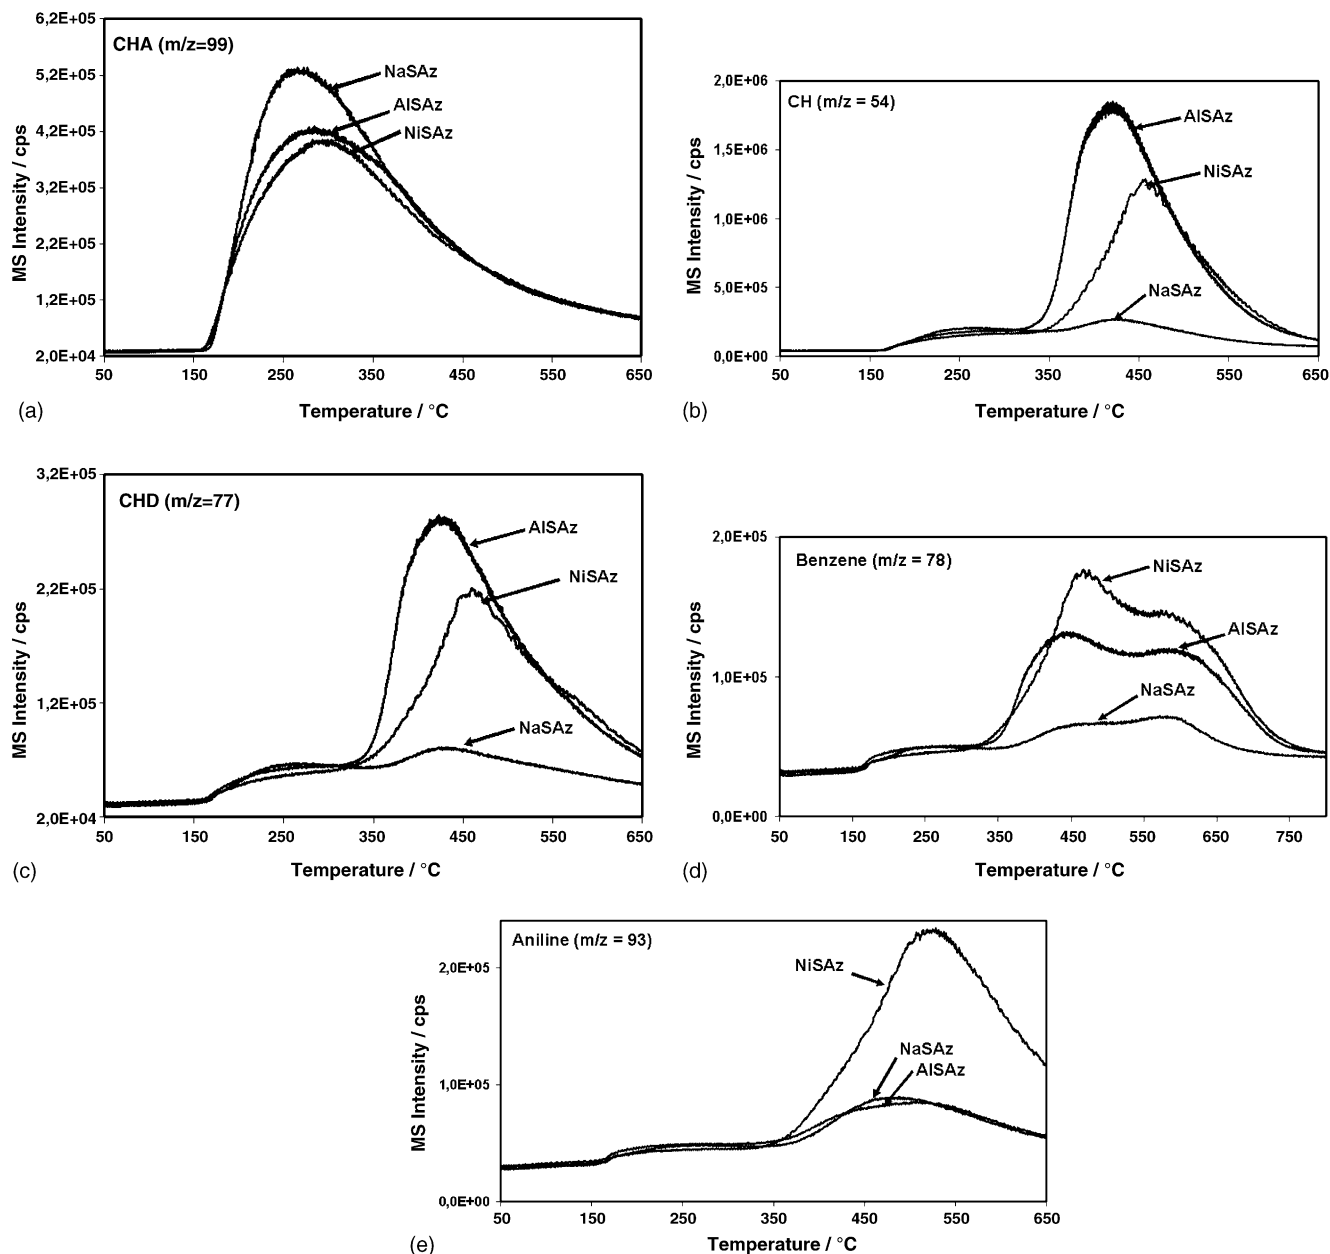 CHA (m/z=99)
NaSAz
AlSAz
NiSAz
6,2E+05
5,2E+05
4,2E+05
3,2E+05
2,2E+05
1,2E+05
2,0E+04
MS Intensity / cps
50 150 250 350 450 550 650
Temperature / °C
(a)
CH (m/z = 54)
AlSAz
NiSAz
NaSAz
2,0E+06
1,5E+06
1,0E+06
5,0E+05
0,0E+00
MS Intensity / cps
50 150 250 350 450 550 650
Temperature / °C
(b)
CHD (m/z=77)
AlSAz
NiSAz
NaSAz
3,2E+05
2,2E+05
1,2E+05
2,0E+04
MS Intensity / cps
50 150 250 350 450 550 650
Temperature / °C
(c)
Benzene (m/z = 78)
NiSAz
AlSAz
NaSAz
2,0E+05
1,0E+05
0,0E+00
MS Intensity / cps
50 150 250 350 450 550 650 750
Temperature / °C
(d)
Aniline (m/z = 93)
NiSAz
NaSAz
AlSAz
2,0E+05
1,0E+05
0,0E+00
MS Intensity / cps
50 150 250 350 450 550 650
Temperature / °C
(e)